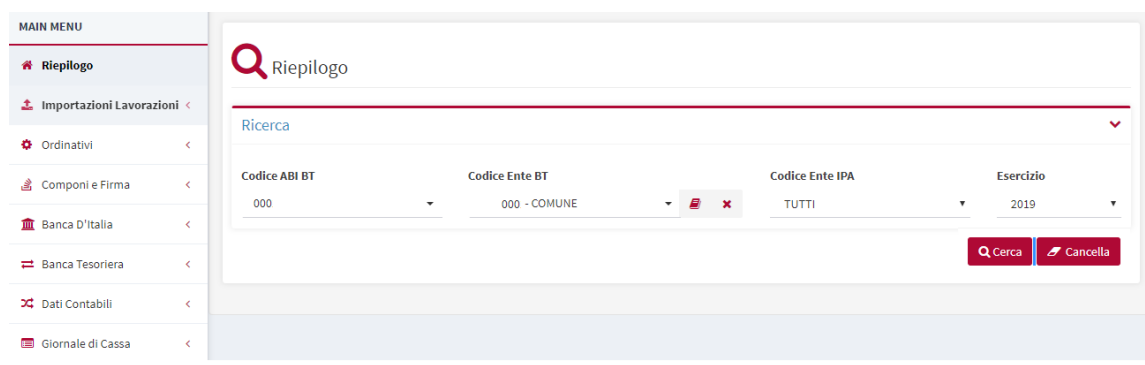 MAIN MENU
Riepilogo
Importazioni Lavorazioni
Ordinativi
Componi e Firma
Banca D'Italia
Banca Tesoriera
Dati Contabili
Giornale di Cassa
Riepilogo
Ricerca
Codice ABI BT
000
Codice Ente BT
000 - COMUNE
Codice Ente IPA
TUTTI
Esercizio
2019
Cerca
Cancella